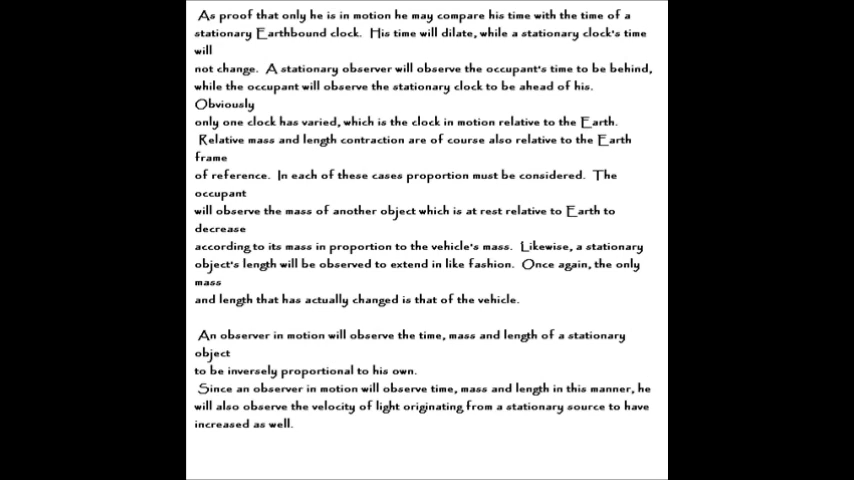 As proof that only he is in motion he may compare his time with the time of a
stationary Earthbound clock. His time will dilate, while a stationary clock's time
will
not change. A stationary observer will observe the occupant's time to be behind,
while the occupant will observe the stationary clock to be ahead of his.
Obviously
only one clock has varied, which is the clock in motion relative to the Earth.
Relative mass and length contraction are of course also relative to the Earth
frame
of reference. In each of these cases proportion must be considered. The
occupant
will observe the mass of another object which is at rest relative to Earth to
decrease
according to its mass in proportion to the vehicle's mass. Likewise, a stationary
object's length will be observed to extend in like fashion. Once again, the only
mass
and length that has actually changed is that of the vehicle.
An observer in motion will observe the time, mass and length of a stationary
object
to be inversely proportional to his own.
Since an observer in motion will observe time, mass and length in this manner, he
will also observe the velocity of light originating from a stationary source to have
increased as well.